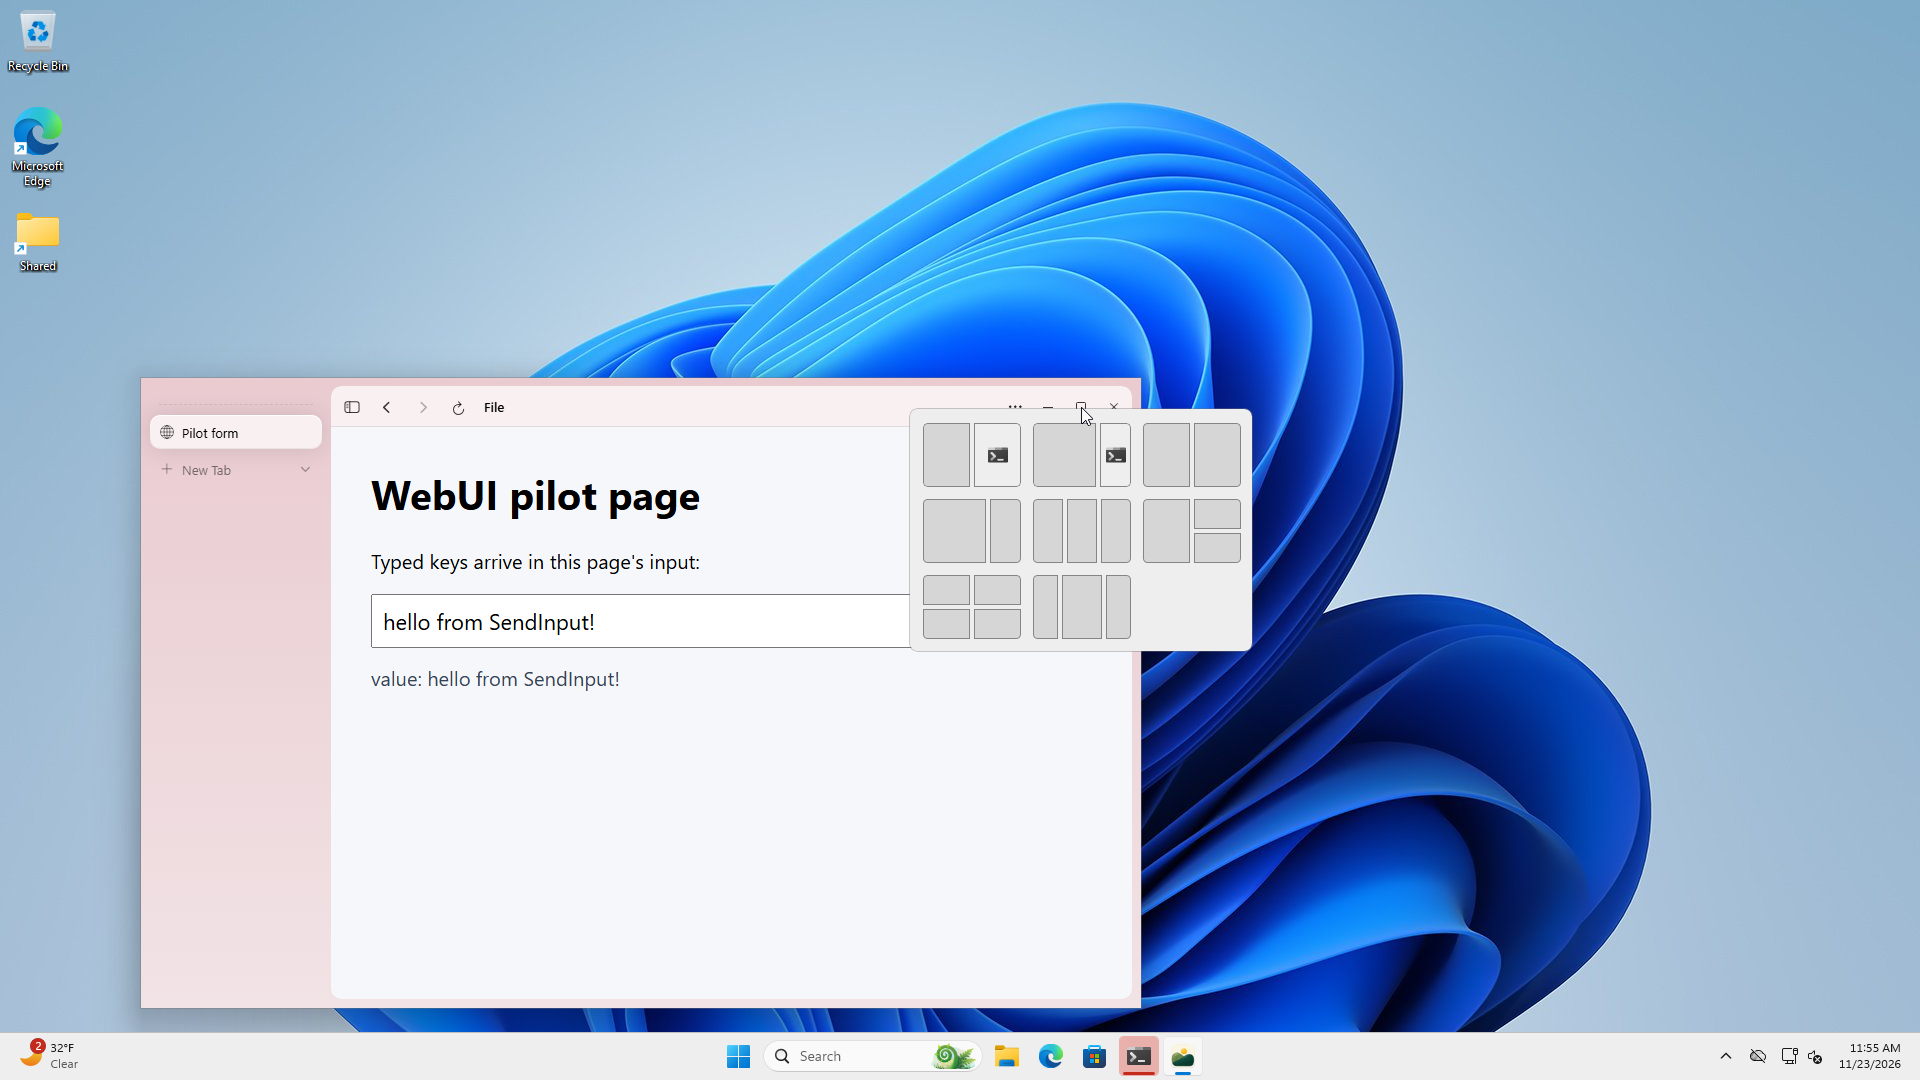 Recycle Bin
Microsoft
Edge
Shared
File
Pilot form
New Tab
WebUI pilot page
Typed keys arrive in this page's input:
hello from SendInput!
value: hello from SendInput!
2
32°F
Clear
Search
11:55 AM
11/23/2026